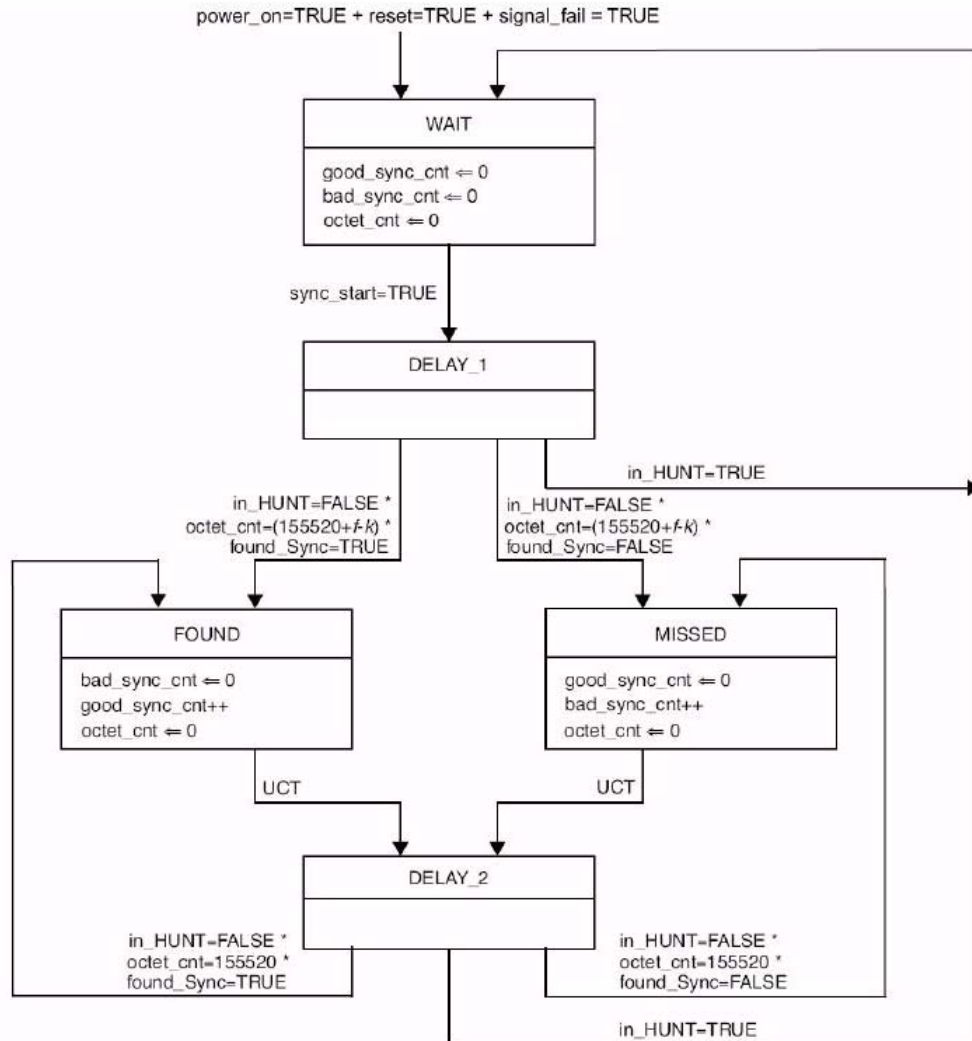 power_on=TRUE + reset=TRUE + signal_fail = TRUE
WAIT
good_sync_cnt ⇐ 0
bad_sync_cnt ⇐ 0
octet_cnt ⇐ 0
sync_start=TRUE
DELAY_1
in_HUNT=TRUE
in_HUNT=FALSE *
octet_cnt=(155520+f-k) *
found_Sync=TRUE
in_HUNT=FALSE *
octet_cnt=(155520+f-k) *
found_Sync=FALSE
FOUND
bad_sync_cnt ⇐ 0
good_sync_cnt++
octet_cnt ⇐ 0
MISSED
good_sync_cnt ⇐ 0
bad_sync_cnt++
octet_cnt ⇐ 0
UCT
UCT
DELAY_2
in_HUNT=FALSE *
octet_cnt=155520 *
found_Sync=TRUE
in_HUNT=FALSE *
octet_cnt=155520 *
found_Sync=FALSE
in_HUNT=TRUE